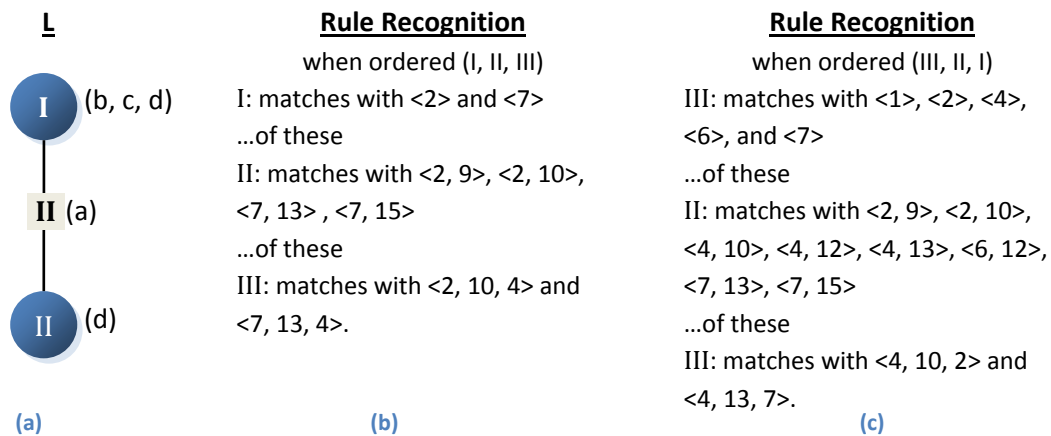 L
I (b, c, d)
II (a)
II (d)
(a)
Rule Recognition
when ordered (I, II, III)
I: matches with <2> and <7>
...of these
II: matches with <2, 9>, <2, 10>,
<7, 13> , <7, 15>
...of these
III: matches with <2, 10, 4> and
<7, 13, 4>.
(b)
Rule Recognition
when ordered (III, II, I)
III: matches with <1>, <2>, <4>,
<6>, and <7>
...of these
II: matches with <2, 9>, <2, 10>,
<4, 10>, <4, 12>, <4, 13>, <6, 12>,
<7, 13>, <7, 15>
...of these
III: matches with <4, 10, 2> and
<4, 13, 7>.
(c)